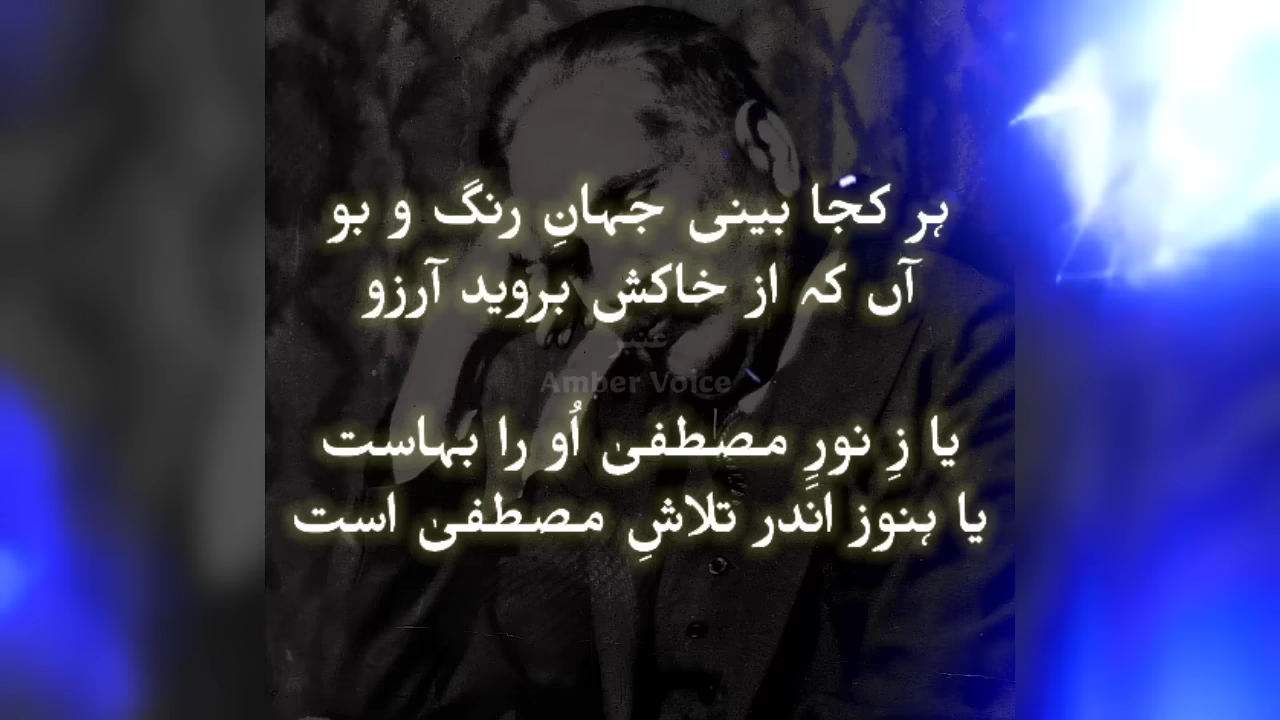 ہر کجا بینی جہانِ رنگ و بو
آں کہ از خاکش بروید آرزو
عنبر
Amber Voice
یا زِ نورِ مصطفیٰ اُو را بہاست
یا ہنوز اندر تلاشِ مصطفیٰ است